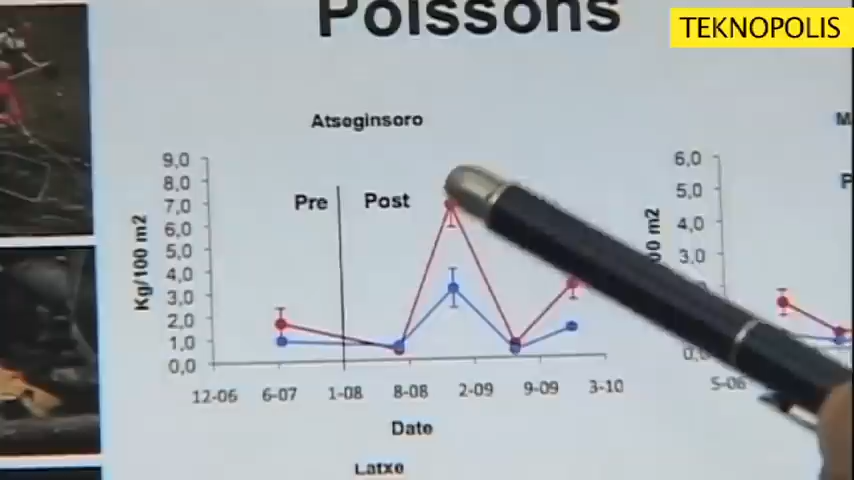 Poissons
TEKNOPOLIS
Atseginsoro
9,0
8,0
7,0
6,0
5,0
4,0
3,0
2,0
1,0
0,0
Kg/100 m2
Pre
Post
12-06
6-07
1-08
8-08
2-09
9-09
3-10
Date
Latxe
M
6,0
5,0
4,0
3,0
00 m2
P
5-06